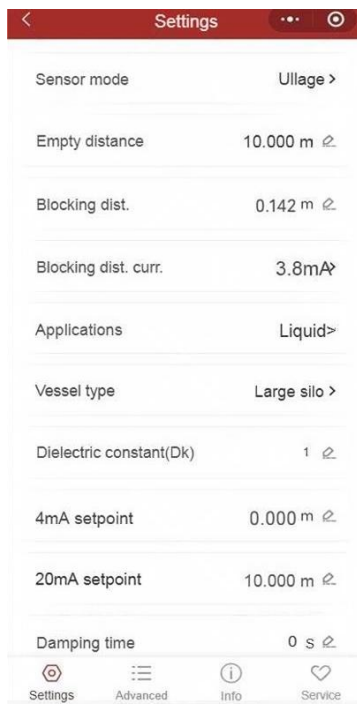 Settings
Sensor mode Ullage >
Empty distance 10.000 m
Blocking dist. 0.142 m
Blocking dist. curr. 3.8mA>
Applications Liquid>
Vessel type Large silo >
Dielectric constant(Dk) 1
4mA setpoint 0.000 m
20mA setpoint 10.000 m
Damping time 0 s
Settings Advanced Info Service